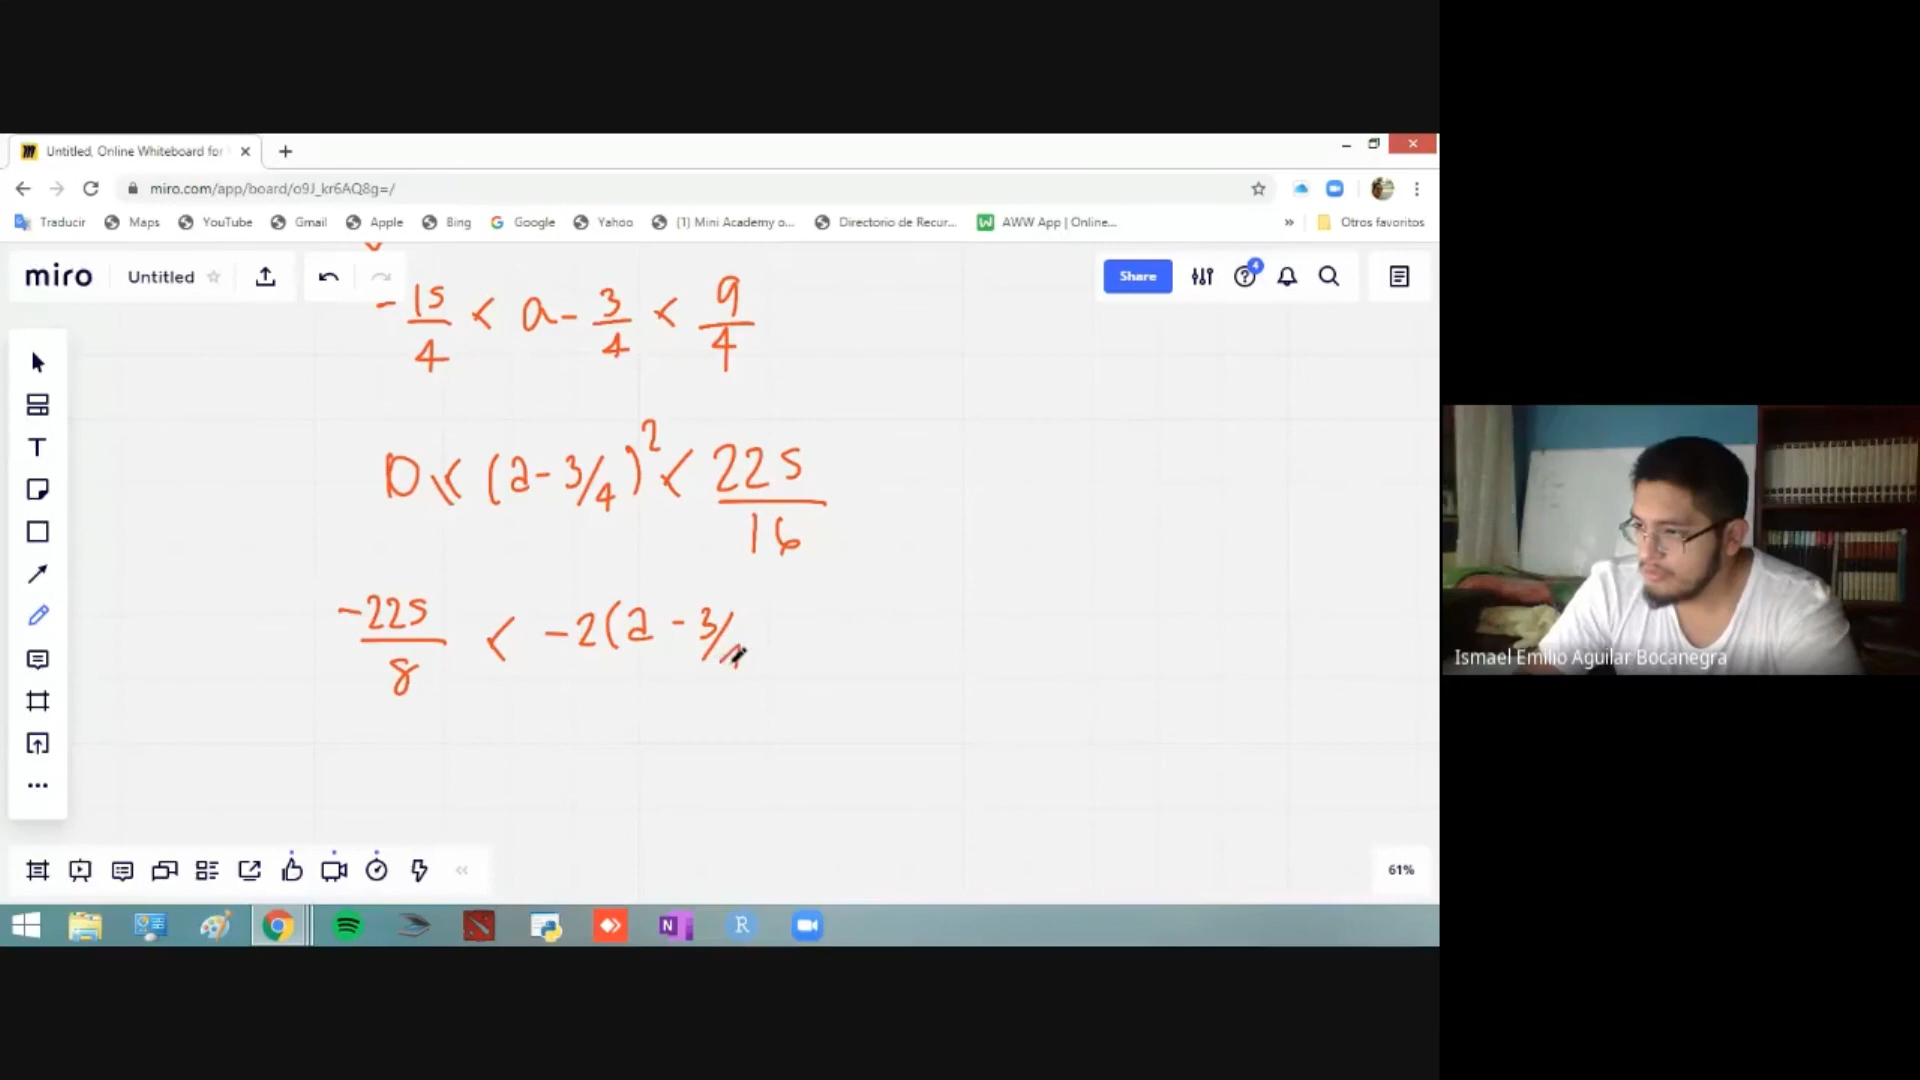 Untitled, Online Whiteboard for
miro.com/app/board/o9J_kr6AQ8g=/
Traducir Maps YouTube Gmail Apple Bing Google Yahoo (1) Mini Academy o... Directorio de Recur... AWW App | Online... » Otros favoritos
miro Untitled Share 4
-15/4 < a - 3/4 < 9/4
0 ≤ (a - 3/4)² < 225/16
-225/8 < -2(a - 3/4
Ismael Emilio Aguilar Bocanegra
61%